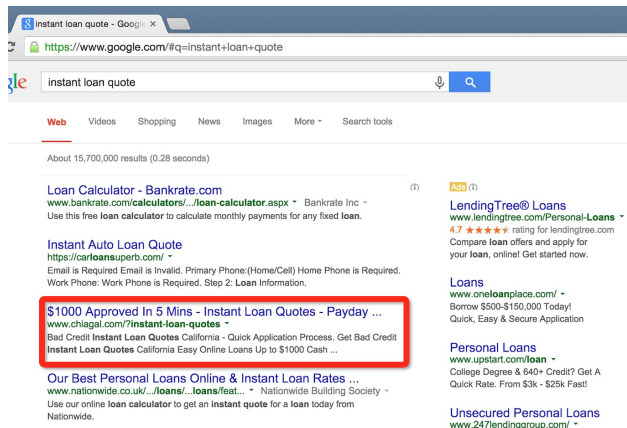 instant loan quote - Googl
https://www.google.com/#q=instant+loan+quote
gle
instant loan quote
Web Videos Shopping News Images More Search tools
About 15,700,000 results (0.28 seconds)
Loan Calculator - Bankrate.com
www.bankrate.com/calculators/.../loan-calculator.aspx Bankrate Inc
Use this free loan calculator to calculate monthly payments for any fixed loan.
Instant Auto Loan Quote
https://carloansuperb.com/
Email is Required Email is Invalid. Primary Phone:(Home/Cell) Home Phone is Required.
Work Phone: Work Phone is Required. Step 2: Loan Information.
$1000 Approved In 5 Mins - Instant Loan Quotes - Payday ...
www.chiagal.com/?instant-loan-quotes
Bad Credit Instant Loan Quotes California - Quick Application Process. Get Bad Credit
Instant Loan Quotes California Easy Online Loans Up to $1000 Cash ...
Our Best Personal Loans Online & Instant Loan Rates ...
www.nationwide.co.uk/.../loans/...loans/feat... Nationwide Building Society
Use our online loan calculator to get an instant quote for a loan today from
Nationwide.
Ads
LendingTree® Loans
www.lendingtree.com/Personal-Loans
4.7 ★★★★★ rating for lendingtree.com
Compare loan offers and apply for
your loan, online! Get started now.
Loans
www.oneloanplace.com/
Borrow $500-$150,000 Today!
Quick, Easy & Secure Application
Personal Loans
www.upstart.com/loan
College Degree & 640+ Credit? Get A
Quick Rate. From $3k - $25k Fast!
Unsecured Personal Loans
www.247lendinggroup.com/